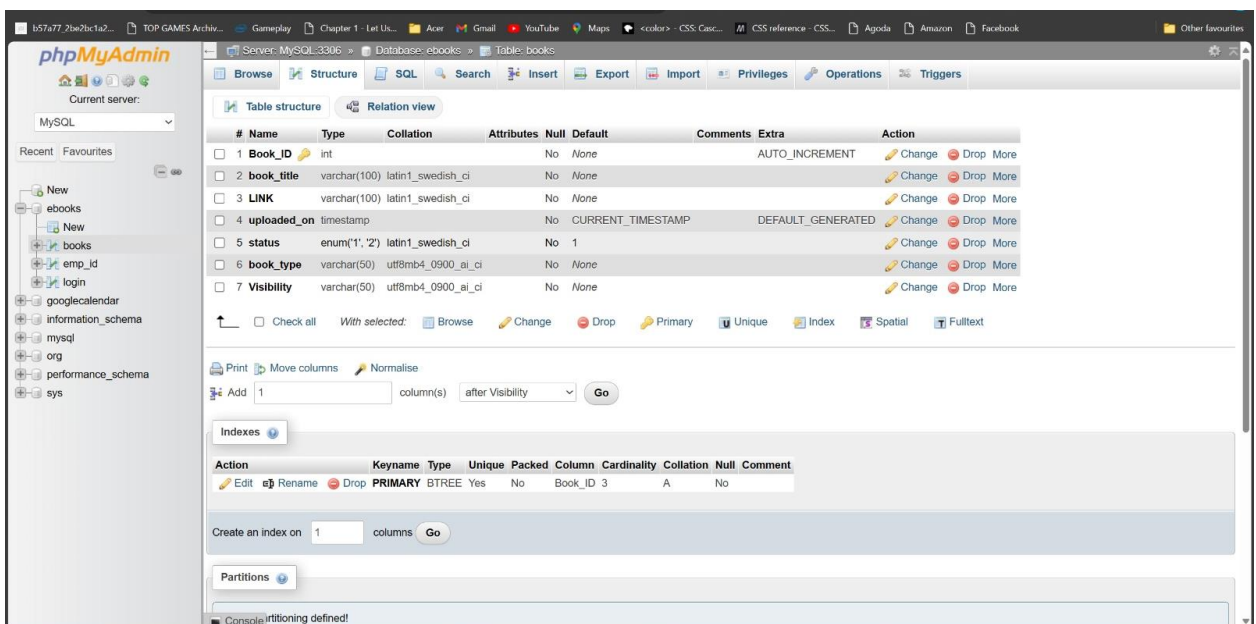 b57a77_2be2bc1a2... TOP GAMES Archiv... Gameplay Chapter 1 - Let Us... Acer Gmail YouTube Maps <color> - CSS: Casc... CSS reference - CSS... Agoda Amazon Facebook Other favourites
phpMyAdmin
Current server:
MySQL
Recent Favourites
New
ebooks
New
books
emp_id
login
googlecalendar
information_schema
mysql
org
performance_schema
sys
Server: MySQL:3306 » Database: ebooks » Table: books
Browse Structure SQL Search Insert Export Import Privileges Operations Triggers
Table structure Relation view
# Name Type Collation Attributes Null Default Comments Extra Action
1 Book_ID int No None AUTO_INCREMENT Change Drop More
2 book_title varchar(100) latin1_swedish_ci No None Change Drop More
3 LINK varchar(100) latin1_swedish_ci No None Change Drop More
4 uploaded_on timestamp No CURRENT_TIMESTAMP DEFAULT_GENERATED Change Drop More
5 status enum('1', '2') latin1_swedish_ci No 1 Change Drop More
6 book_type varchar(50) utf8mb4_0900_ai_ci No None Change Drop More
7 Visibility varchar(50) utf8mb4_0900_ai_ci No None Change Drop More
Check all With selected: Browse Change Drop Primary Unique Index Spatial Fulltext
Print Move columns Normalise
Add 1 column(s) after Visibility Go
Indexes
Action Keyname Type Unique Packed Column Cardinality Collation Null Comment
Edit Rename Drop PRIMARY BTREE Yes No Book_ID 3 A No
Create an index on 1 columns Go
Partitions
Console rtitioning defined!